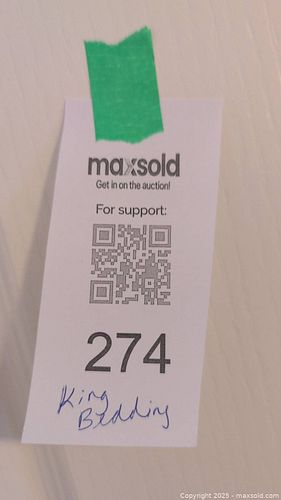 maxsold
Get in on the auction!
For support:
274
King
Bedding
Copyright 2025 - maxsold.com